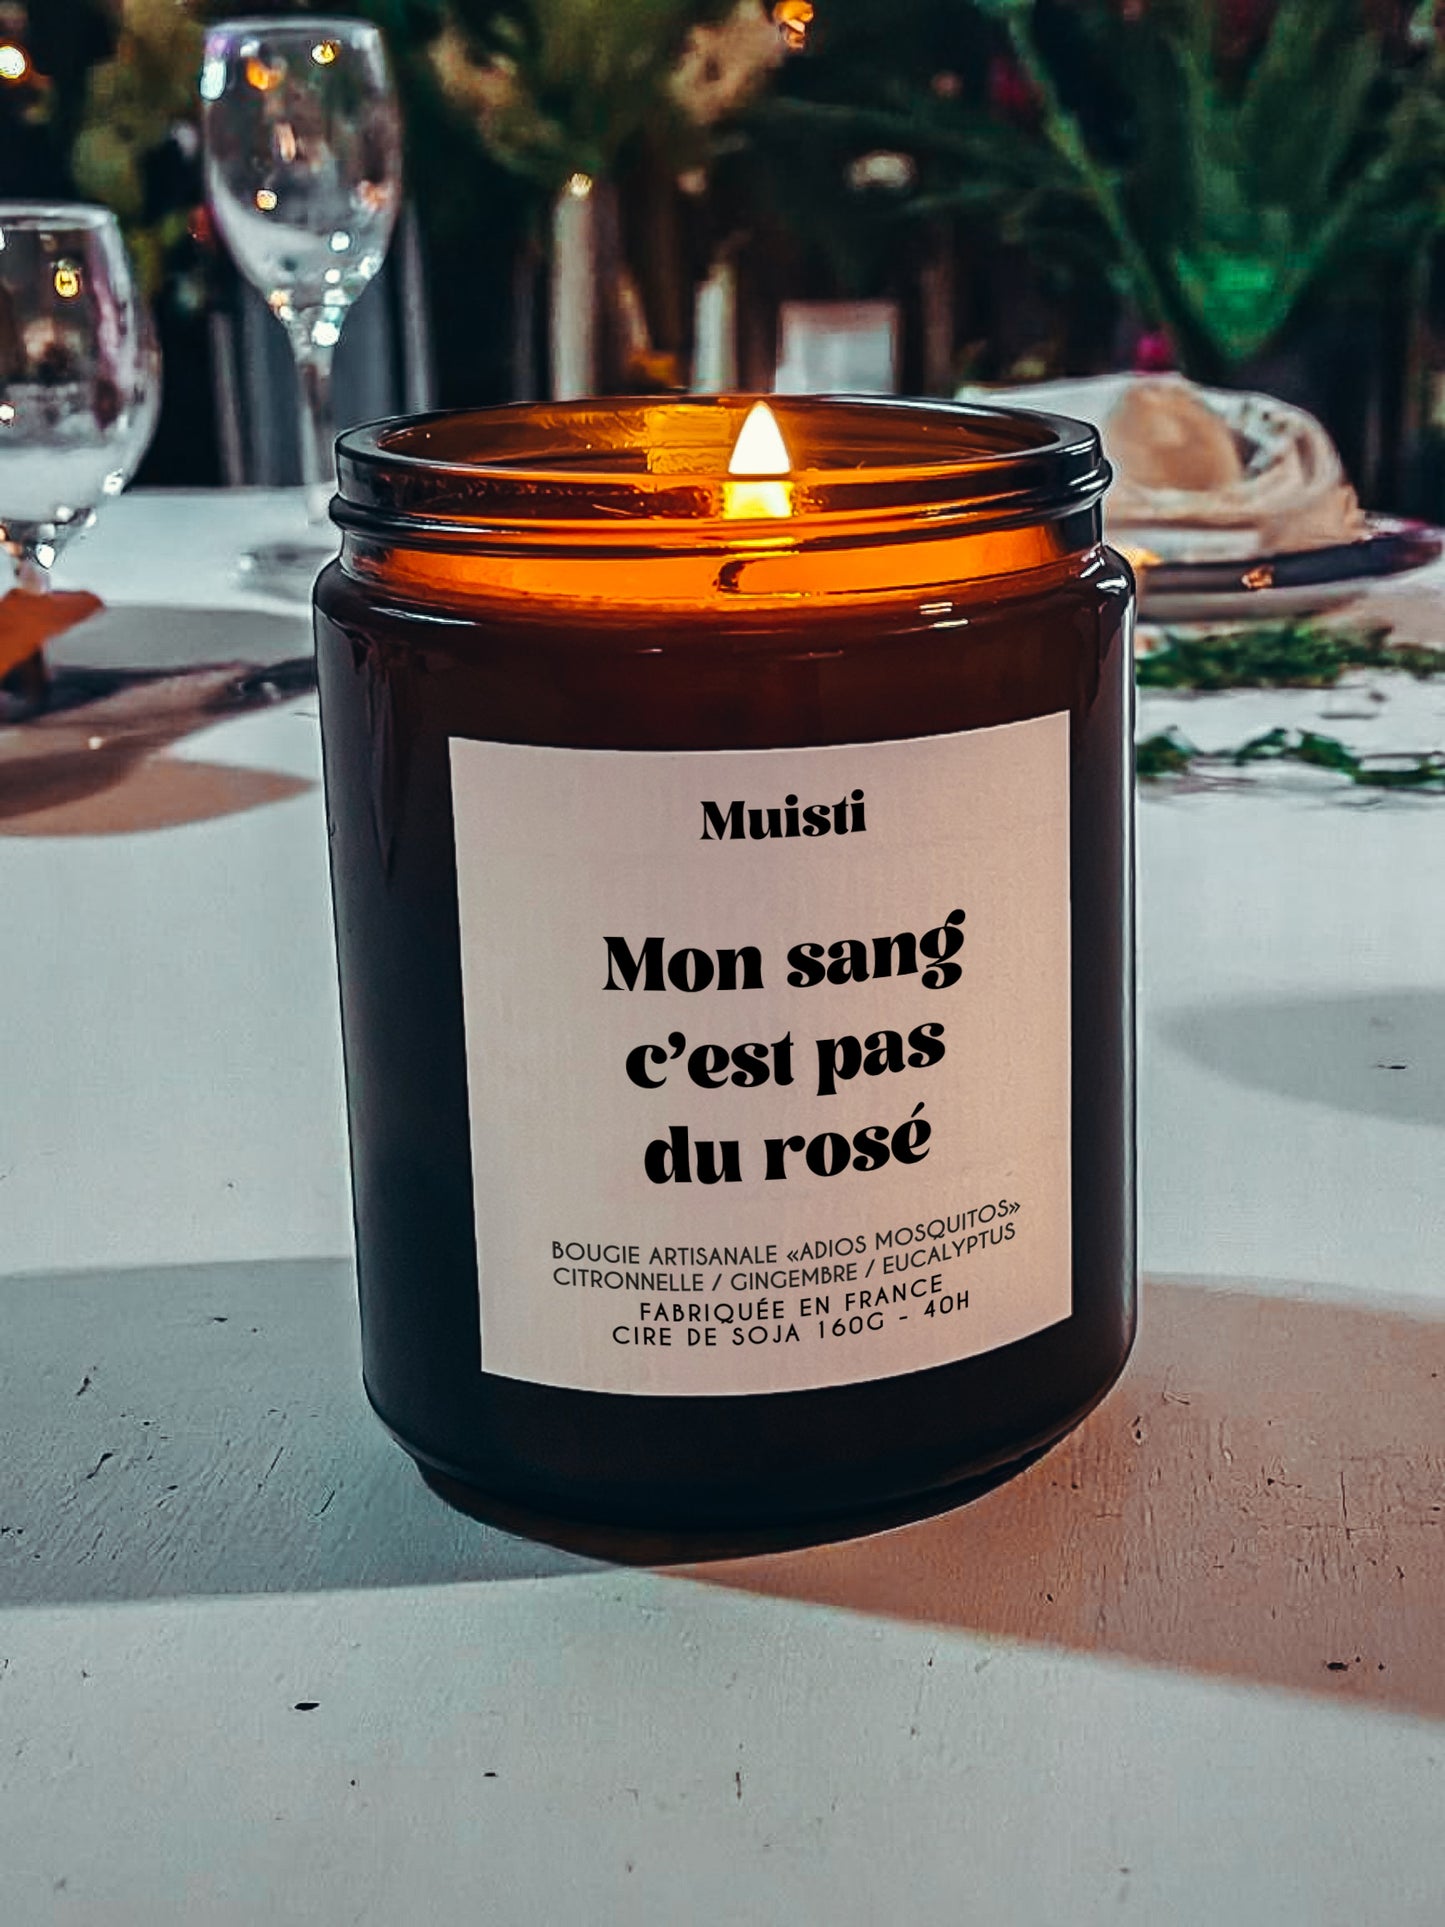 Muisti
Mon sang
c'est pas
du rosé
BOUGIE ARTISANALE «ADIOS MOSQUITOS»
CITRONNELLE / GINGEMBRE / EUCALYPTUS
FABRIQUÉE EN FRANCE
CIRE DE SOJA 160G - 40H